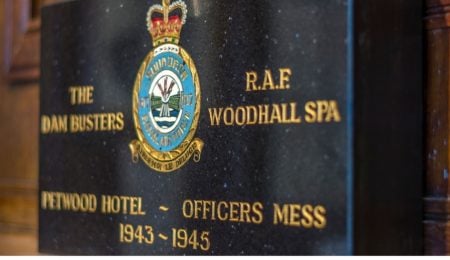 THE
DAM BUSTERS
R.A.F.
WOODHALL SPA
PETWOOD HOTEL ~ OFFICERS MESS
1943~1945